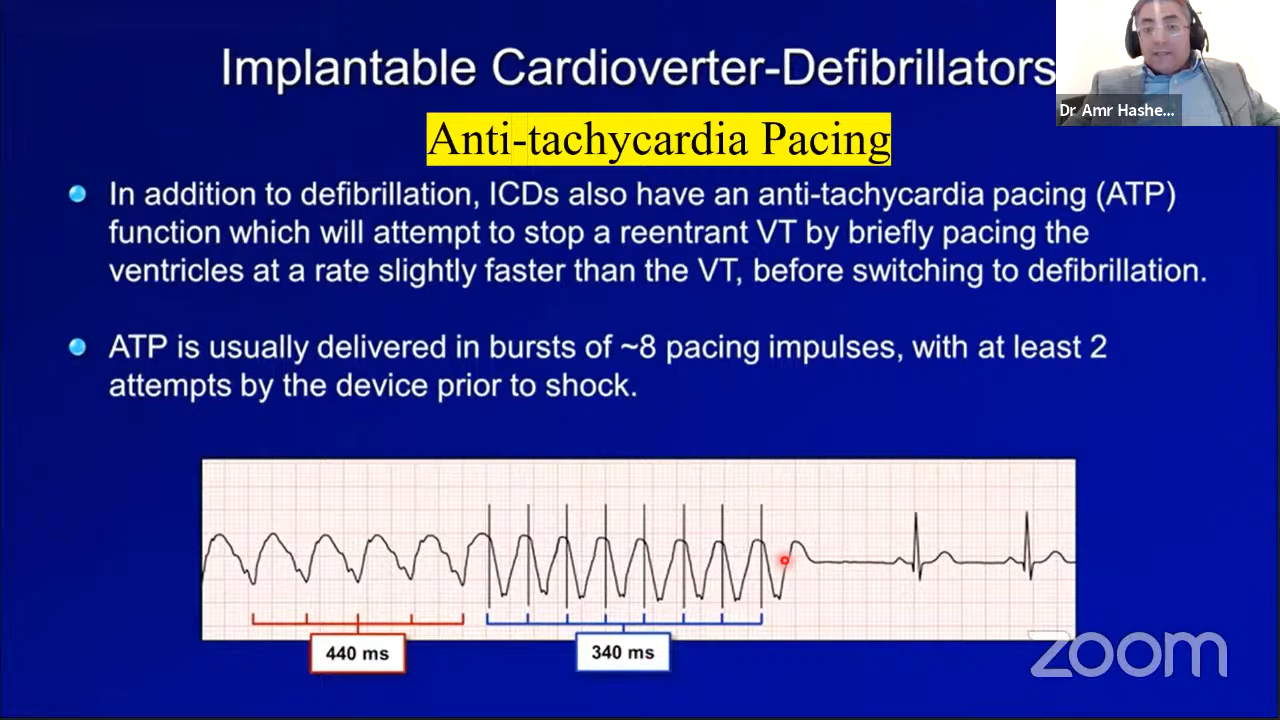 Implantable Cardioverter-Defibrillators
Dr Amr Hashe...
Anti-tachycardia Pacing
In addition to defibrillation, ICDs also have an anti-tachycardia pacing (ATP)
function which will attempt to stop a reentrant VT by briefly pacing the
ventricles at a rate slightly faster than the VT, before switching to defibrillation.
ATP is usually delivered in bursts of ~8 pacing impulses, with at least 2
attempts by the device prior to shock.
440 ms
340 ms
zoom